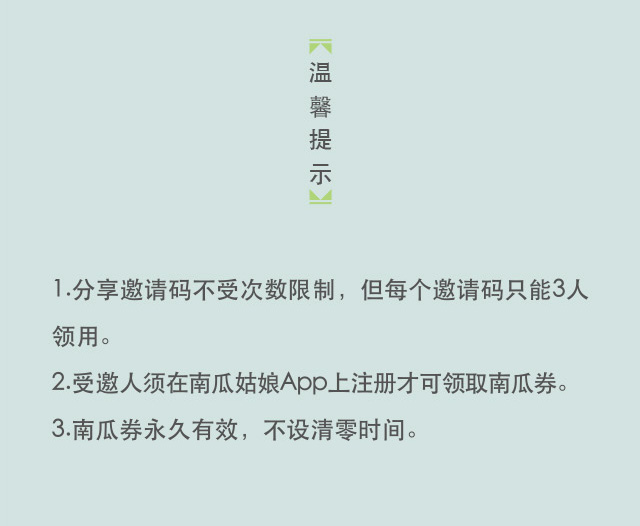 温馨提示
1.分享邀请码不受次数限制，但每个邀请码只能3人
领用。
2.受邀人须在南瓜姑娘App上注册才可领取南瓜券。
3.南瓜券永久有效，不设清零时间。